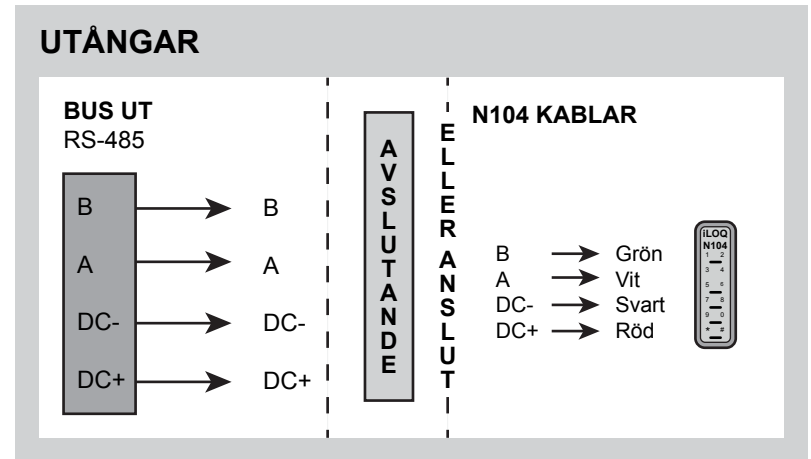 UTÅNGAR
BUS UT
RS-485
B B
A A
DC- DC-
DC+ DC+
AVSLUTANDE
ELLER ANSLUT
N104 KABLAR
B Grön
A Vit
DC- Svart
DC+ Röd
iLOQ
N104
1 2
3 4
5 6
7 8
9 0
* #